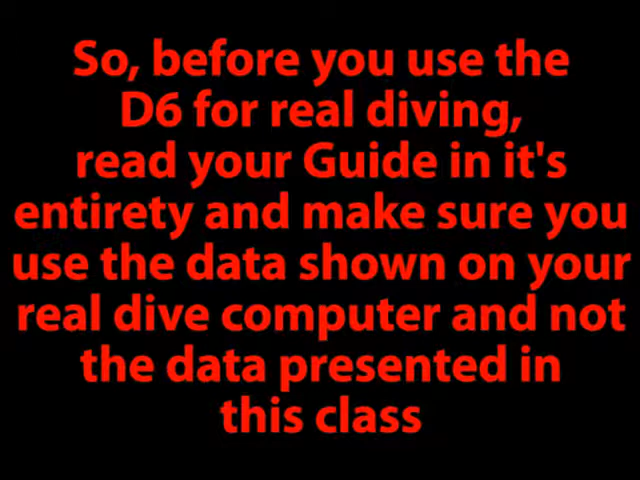 So, before you use the
D6 for real diving,
read your Guide in it's
entirety and make sure you
use the data shown on your
real dive computer and not
the data presented in
this class